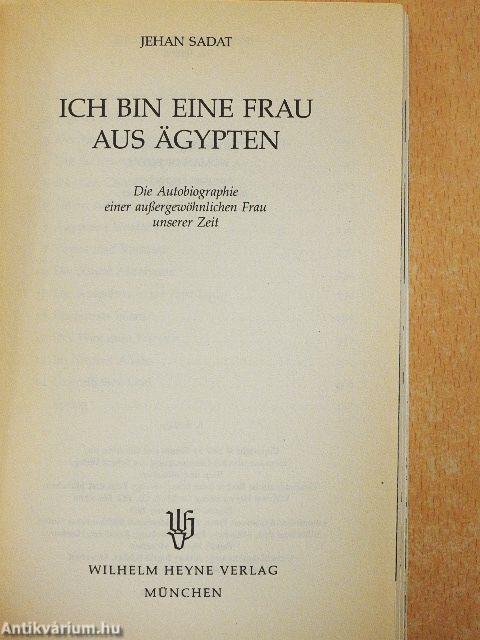 JEHAN SADAT
ICH BIN EINE FRAU
AUS ÄGYPTEN
Die Autobiographie
einer außergewöhnlichen Frau
unserer Zeit
WILHELM HEYNE VERLAG
MÜNCHEN
Antikvárium.hu